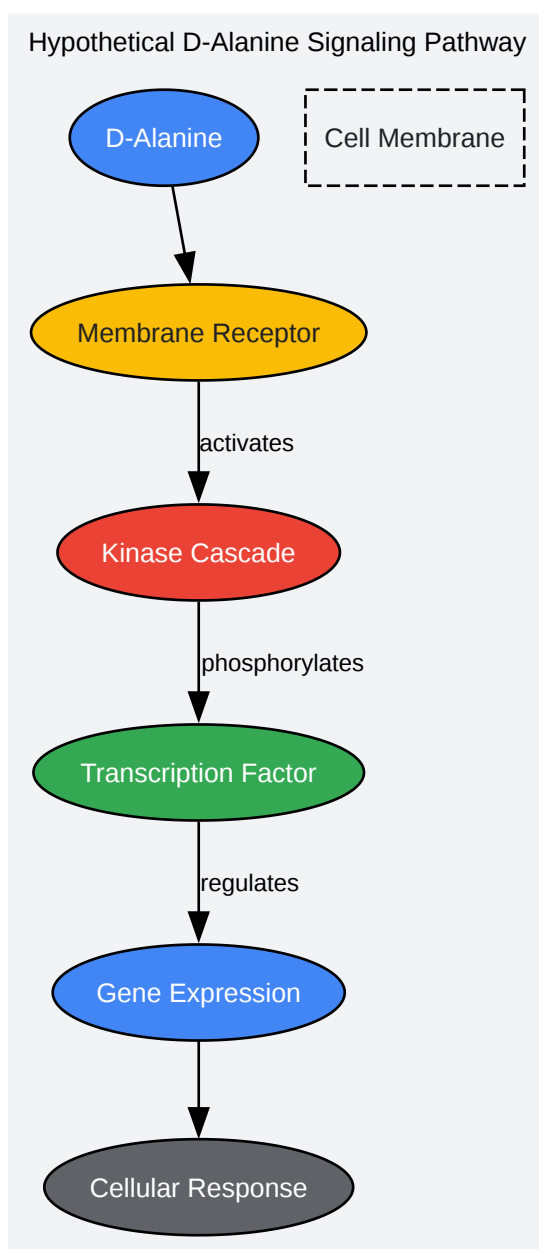 Hypothetical D-Alanine Signaling Pathway
D-Alanine
Cell Membrane
Membrane Receptor
activates
Kinase Cascade
phosphorylates
Transcription Factor
regulates
Gene Expression
Cellular Response